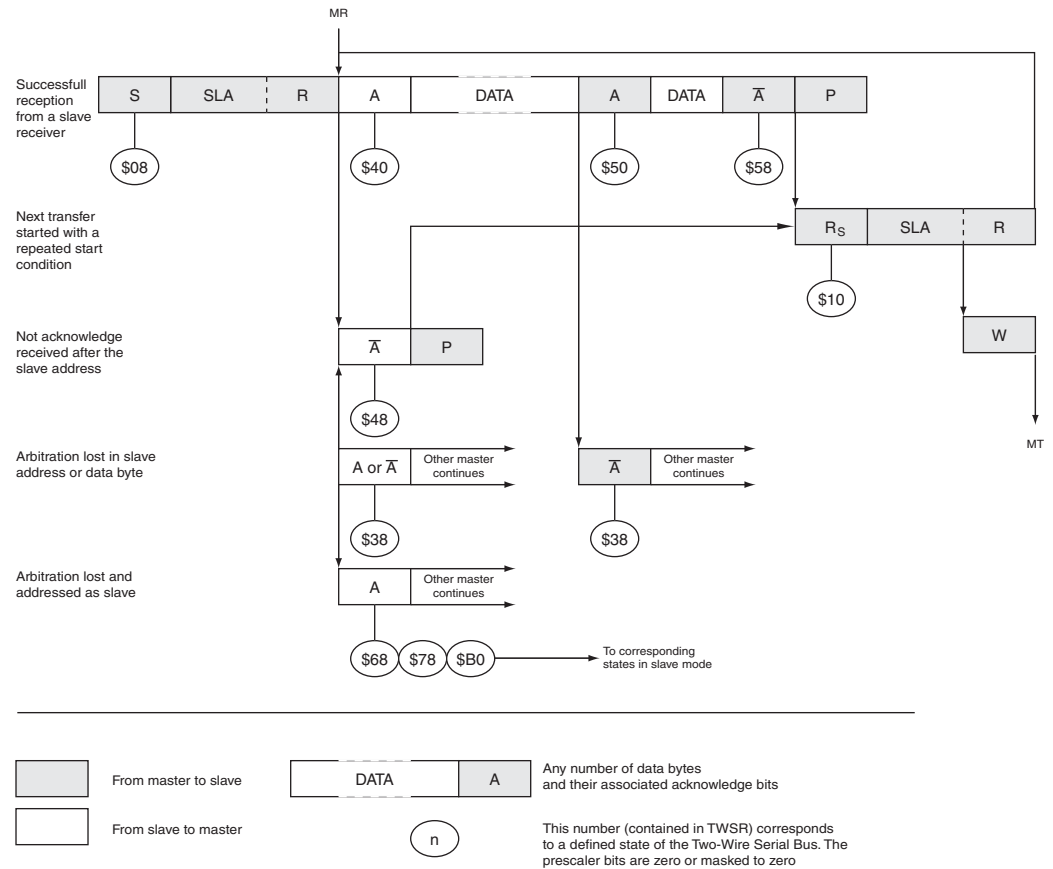 MR
Successfull
reception
from a slave
receiver
S SLA R A DATA A DATA A̅ P
$08 $40 $50 $58
Next transfer
started with a
repeated start
condition
RS SLA R
$10
Not acknowledge
received after the
slave address
A̅ P
W
$48
MT
Arbitration lost in slave
address or data byte
A or A̅ Other master
continues
A̅ Other master
continues
$38 $38
Arbitration lost and
addressed as slave
A Other master
continues
$68 $78 $B0
To corresponding
states in slave mode
From master to slave
DATA A
Any number of data bytes
and their associated acknowledge bits
From slave to master
n
This number (contained in TWSR) corresponds
to a defined state of the Two-Wire Serial Bus. The
prescaler bits are zero or masked to zero